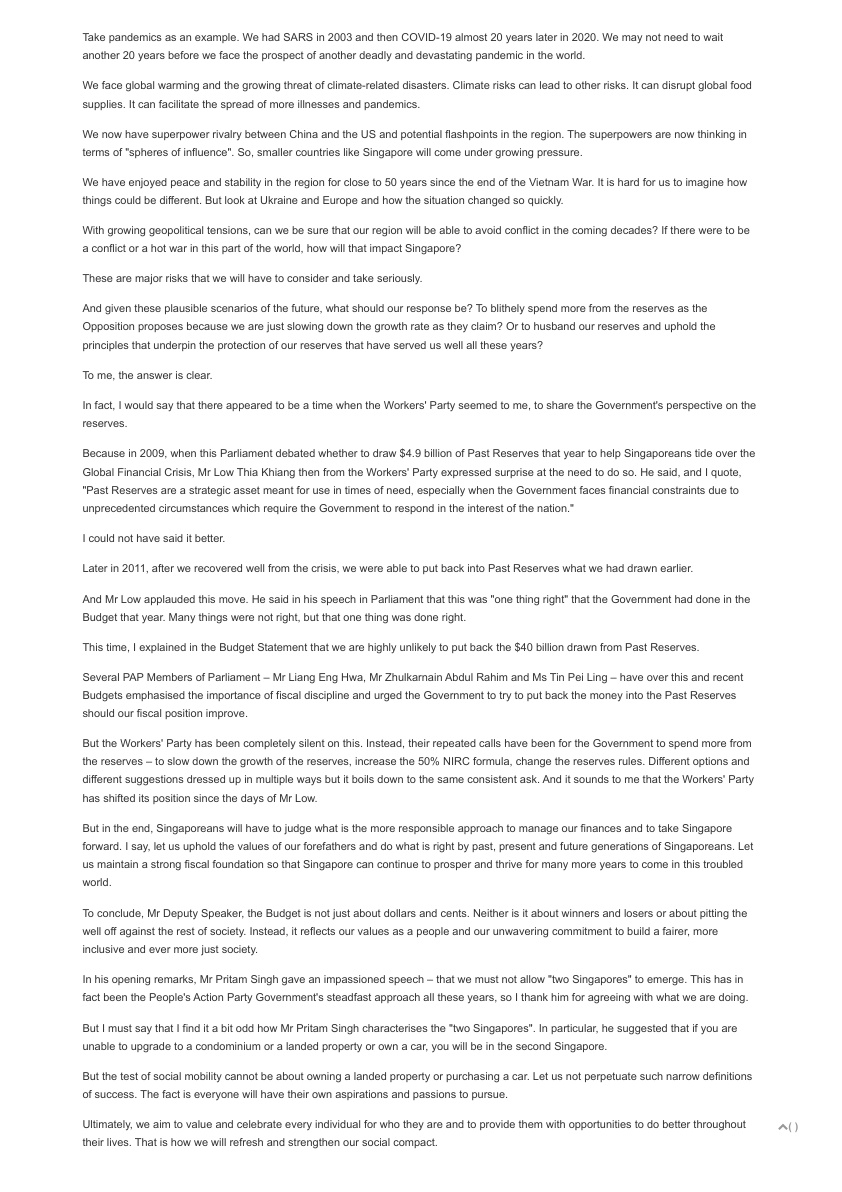 Take pandemics as an example. We had SARS in 2003 and then COVID-19 almost 20 years later in 2020. We may not need to wait
another 20 years before we face the prospect of another deadly and devastating pandemic in the world.
We face global warming and the growing threat of climate-related disasters. Climate risks can lead to other risks. It can disrupt global food
supplies. It can facilitate the spread of more illnesses and pandemics.
We now have superpower rivalry between China and the US and potential flashpoints in the region. The superpowers are now thinking in
terms of "spheres of influence". So, smaller countries like Singapore will come under growing pressure.
We have enjoyed peace and stability in the region for close to 50 years since the end of the Vietnam War. It is hard for us to imagine how
things could be different. But look at Ukraine and Europe and how the situation changed so quickly.
With growing geopolitical tensions, can we be sure that our region will be able to avoid conflict in the coming decades? If there were to be
a conflict or a hot war in this part of the world, how will that impact Singapore?
These are major risks that we will have to consider and take seriously.
And given these plausible scenarios of the future, what should our response be? To blithely spend more from the reserves as the
Opposition proposes because we are just slowing down the growth rate as they claim? Or to husband our reserves and uphold the
principles that underpin the protection of our reserves that have served us well all these years?
To me, the answer is clear.
In fact, I would say that there appeared to be a time when the Workers' Party seemed to me, to share the Government's perspective on the
reserves.
Because in 2009, when this Parliament debated whether to draw $4.9 billion of Past Reserves that year to help Singaporeans tide over the
Global Financial Crisis, Mr Low Thia Khiang then from the Workers' Party expressed surprise at the need to do so. He said, and I quote,
"Past Reserves are a strategic asset meant for use in times of need, especially when the Government faces financial constraints due to
unprecedented circumstances which require the Government to respond in the interest of the nation."
I could not have said it better.
Later in 2011, after we recovered well from the crisis, we were able to put back into Past Reserves what we had drawn earlier.
And Mr Low applauded this move. He said in his speech in Parliament that this was "one thing right" that the Government had done in the
Budget that year. Many things were not right, but that one thing was done right.
This time, I explained in the Budget Statement that we are highly unlikely to put back the $40 billion drawn from Past Reserves.
Several PAP Members of Parliament – Mr Liang Eng Hwa, Mr Zhulkarnain Abdul Rahim and Ms Tin Pei Ling – have over this and recent
Budgets emphasised the importance of fiscal discipline and urged the Government to try to put back the money into the Past Reserves
should our fiscal position improve.
But the Workers' Party has been completely silent on this. Instead, their repeated calls have been for the Government to spend more from
the reserves – to slow down the growth of the reserves, increase the 50% NIRC formula, change the reserves rules. Different options and
different suggestions dressed up in multiple ways but it boils down to the same consistent ask. And it sounds to me that the Workers' Party
has shifted its position since the days of Mr Low.
But in the end, Singaporeans will have to judge what is the more responsible approach to manage our finances and to take Singapore
forward. I say, let us uphold the values of our forefathers and do what is right by past, present and future generations of Singaporeans. Let
us maintain a strong fiscal foundation so that Singapore can continue to prosper and thrive for many more years to come in this troubled
world.
To conclude, Mr Deputy Speaker, the Budget is not just about dollars and cents. Neither is it about winners and losers or about pitting the
well off against the rest of society. Instead, it reflects our values as a people and our unwavering commitment to build a fairer, more
inclusive and ever more just society.
In his opening remarks, Mr Pritam Singh gave an impassioned speech – that we must not allow "two Singapores" to emerge. This has in
fact been the People's Action Party Government's steadfast approach all these years, so I thank him for agreeing with what we are doing.
But I must say that I find it a bit odd how Mr Pritam Singh characterises the "two Singapores". In particular, he suggested that if you are
unable to upgrade to a condominium or a landed property or own a car, you will be in the second Singapore.
But the test of social mobility cannot be about owning a landed property or purchasing a car. Let us not perpetuate such narrow definitions
of success. The fact is everyone will have their own aspirations and passions to pursue.
Ultimately, we aim to value and celebrate every individual for who they are and to provide them with opportunities to do better throughout
their lives. That is how we will refresh and strengthen our social compact.
( )